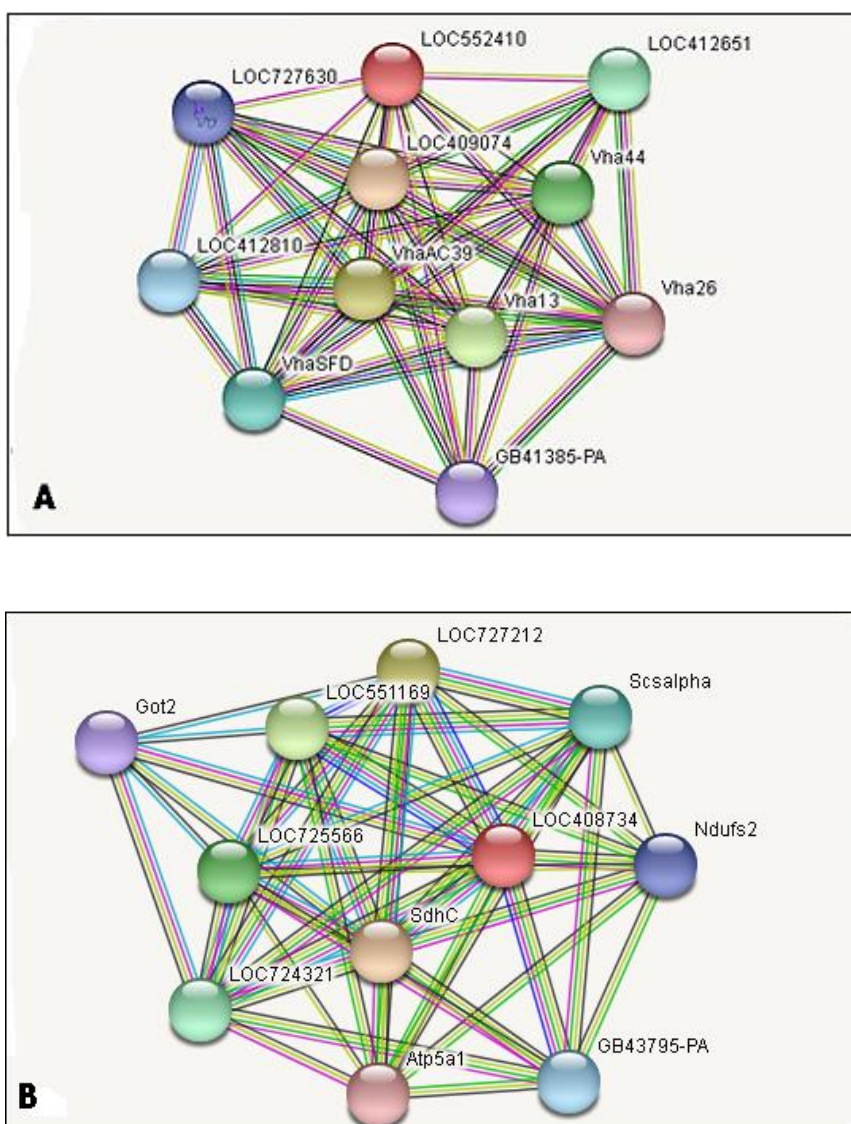 LOC552410
LOC412651
LOC727630
LOC409074
Vha44
LOC412810
VhaAC39
Vha13
Vha26
VhaSFD
GB41385-PA
A
LOC727212
LOC551169
Scsalpha
Got2
LOC408734
Ndufs2
LOC725566
SdhC
LOC724321
GB43795-PA
Atp5a1
B